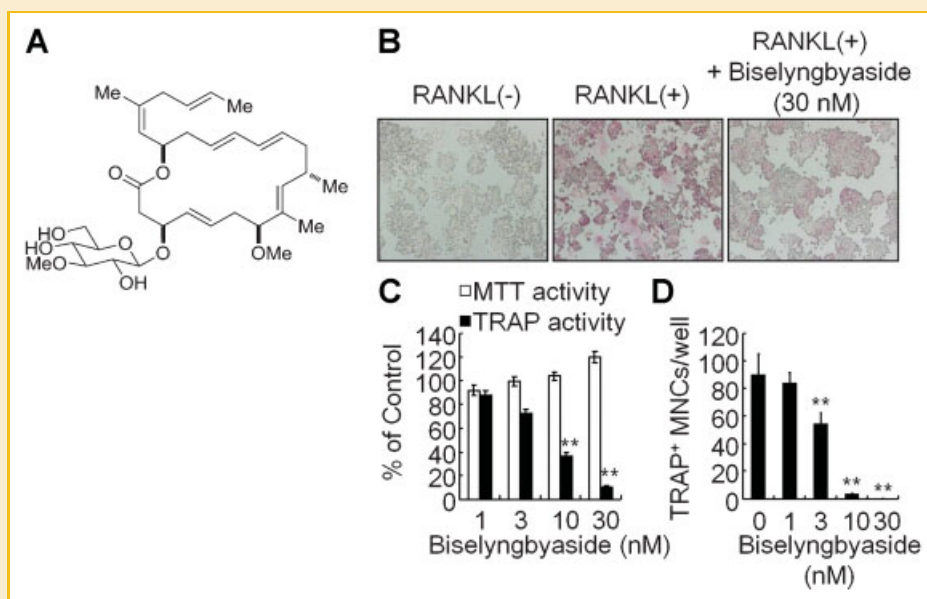 A
Me
Me
O
O
Me
HO
HO
O
O
Me
MeO
OH
OMe
B
RANKL(-)
RANKL(+)
RANKL(+)
+ Biselyngbyaside
(30 nM)
C
MTT activity
TRAP activity
% of Control
140
120
100
80
60
40
20
0
**
**
1 3 10 30
Biselyngbyaside (nM)
D
TRAP+ MNCs/well
120
100
80
60
40
20
0
**
**
**
0 1 3 10 30
Biselyngbyaside
(nM)